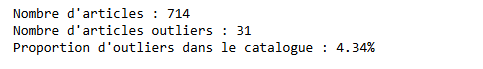 Nombre d'articles : 714
Nombre d'articles outliers : 31
Proportion d'outliers dans le catalogue : 4.34%